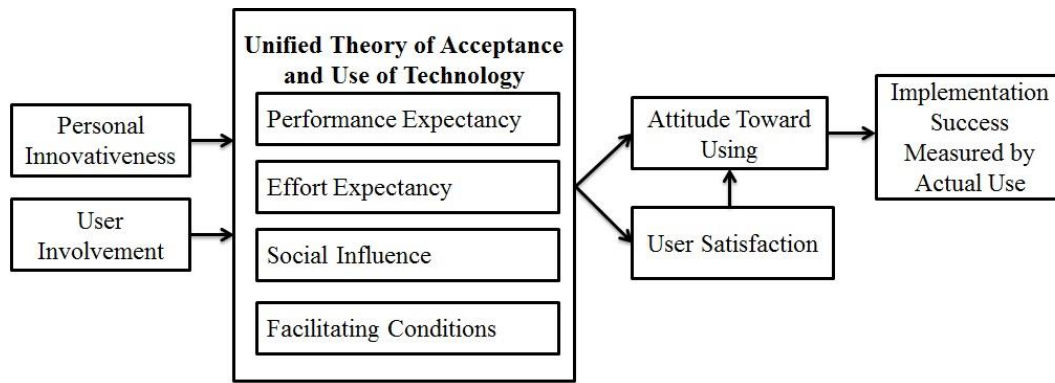 Personal
Innovativeness
User
Involvement
Unified Theory of Acceptance
and Use of Technology
Performance Expectancy
Effort Expectancy
Social Influence
Facilitating Conditions
Attitude Toward
Using
User Satisfaction
Implementation
Success
Measured by
Actual Use